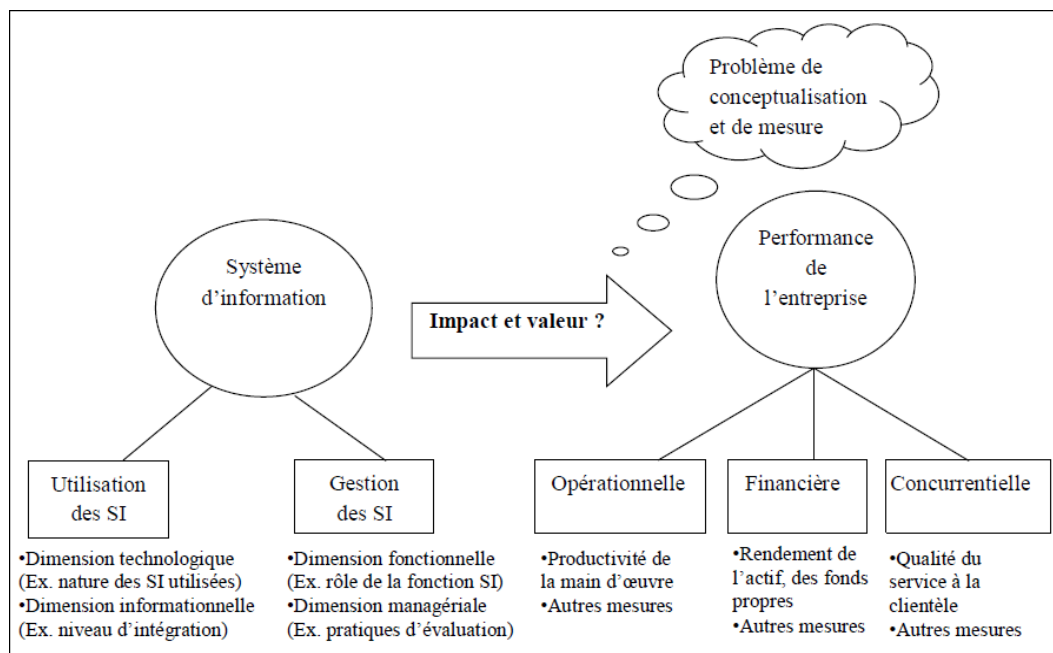 Problème de
conceptualisation
et de mesure
Système
d’information
Impact et valeur ?
Performance
de
l’entreprise
Utilisation
des SI
Gestion
des SI
Opérationnelle
Financière
Concurrentielle
•Dimension technologique
(Ex. nature des SI utilisées)
•Dimension informationnelle
(Ex. niveau d’intégration)
•Dimension fonctionnelle
(Ex. rôle de la fonction SI)
•Dimension managériale
(Ex. pratiques d’évaluation)
•Productivité de
la main d’œuvre
•Autres mesures
•Rendement de
l’actif, des fonds
propres
•Autres mesures
•Qualité du
service à la
clientèle
•Autres mesures